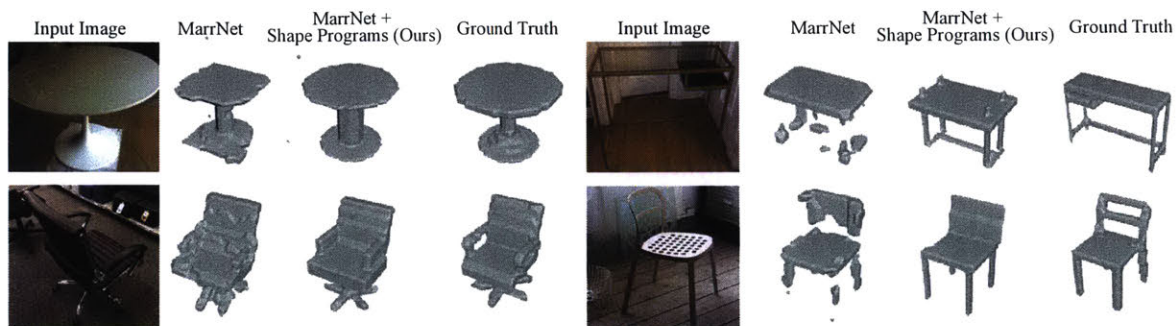 Input Image
MarrNet
MarrNet +
Shape Programs (Ours)
Ground Truth
Input Image
MarrNet
MarrNet +
Shape Programs (Ours)
Ground Truth